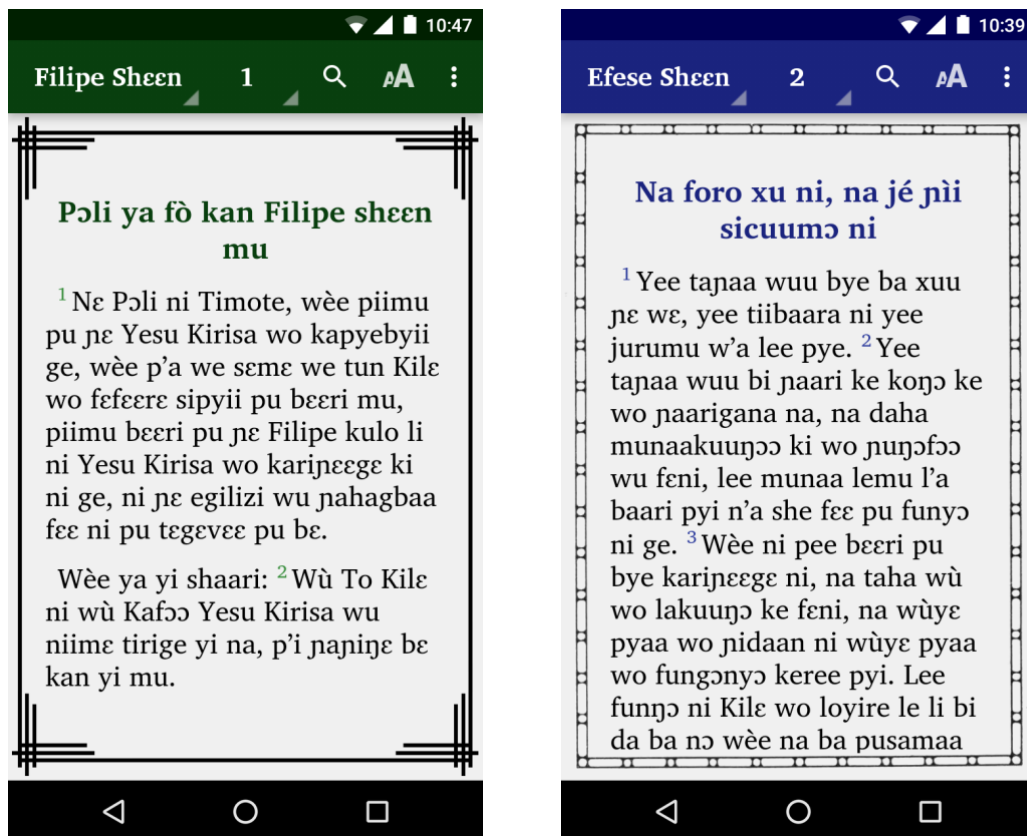 10:47
Filipe Shɛɛn 1 AA
Pɔli ya fò kan Filipe shɛɛn
mu
1 Nɛ Pɔli ni Timote, wèe piimu
pu ɲɛ Yesu Kirisa wo kapyebyii
ge, wèe p’a we sɛmɛ we tun Kilɛ
wo fɛfɛɛrɛ sipyii pu bɛɛri mu,
piimu bɛɛri pu ɲɛ Filipe kulo li
ni Yesu Kirisa wo kariɲɛɛgɛ ki
ni ge, ni ɲɛ egilizi wu ɲahagbaa
fɛɛ ni pu tɛgɛvɛɛ pu bɛ.
Wèe ya yi shaari: 2 Wù To Kilɛ
ni wù Kafɔɔ Yesu Kirisa wu
niimɛ tirige yi na, p’i ɲaɲiŋɛ bɛ
kan yi mu.
10:39
Efese Shɛɛn 2 AA
Na foro xu ni, na jé ɲìi
sicuumɔ ni
1 Yee taɲaa wuu bye ba xuu
ɲɛ wɛ, yee tiibaara ni yee
jurumu w’a lee pye. 2 Yee
taɲaa wuu bi ɲaari ke koŋɔ ke
wo ɲaarigana na, na daha
munaakuuŋɔɔ ki wo ɲuŋɔfɔɔ
wu fɛni, lee munaa lemu l’a
baari pyi n’a she fɛɛ pu funyɔ
ni ge. 3 Wèe ni pee bɛɛri pu
bye kariɲɛɛgɛ ni, na taha wù
wo lakuuŋɔ ke fɛni, na wùyɛ
pyaa wo ɲidaan ni wùyɛ pyaa
wo fungɔnyɔ keree pyi. Lee
funŋɔ ni Kilɛ wo loyire le li bi
da ba nɔ wèe na ba pusamaa